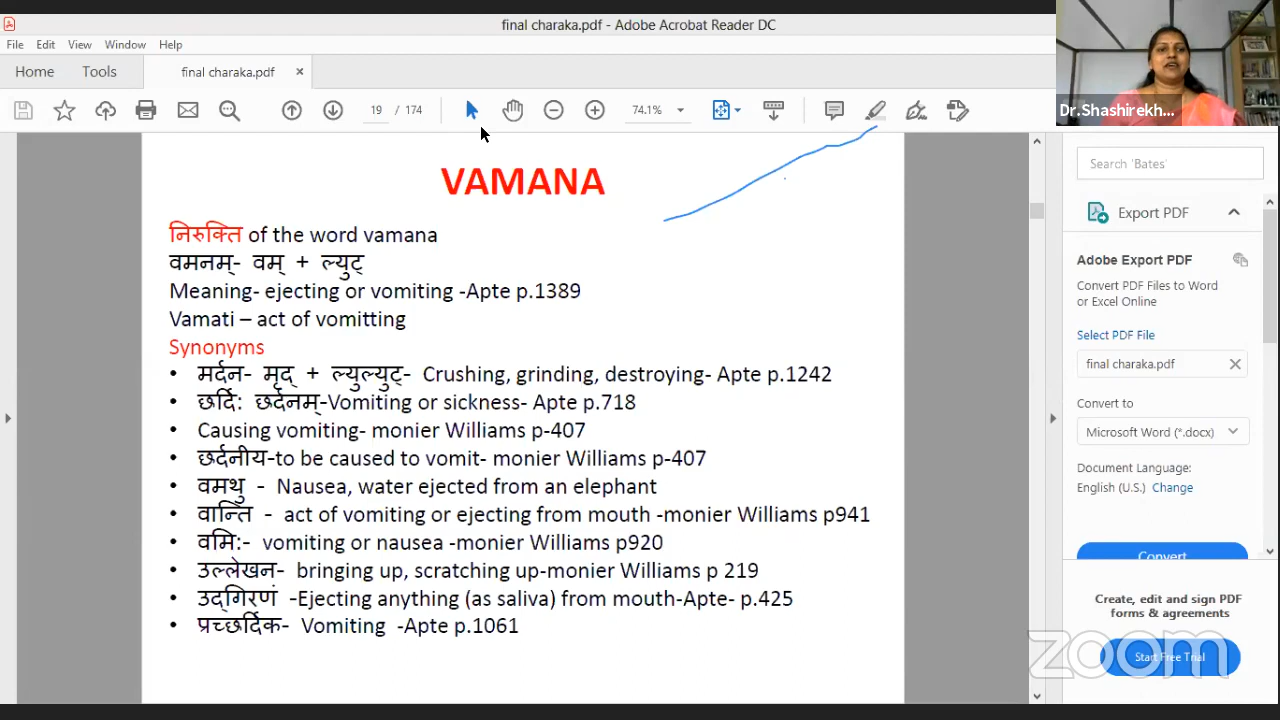 final charaka.pdf - Adobe Acrobat Reader DC
File Edit View Window Help
Home Tools final charaka.pdf ×
19 / 174 74.1%
Dr.Shashirekh...
VAMANA
निरुक्ति of the word vamana
वमनम्- वम् + ल्युट्
Meaning- ejecting or vomiting -Apte p.1389
Vamati – act of vomitting
Synonyms
• मर्दन- मृद् + ल्युल्युट्- Crushing, grinding, destroying- Apte p.1242
• छर्दि: छर्दनम्-Vomiting or sickness- Apte p.718
• Causing vomiting- monier Williams p-407
• छर्दनीय-to be caused to vomit- monier Williams p-407
• वमथु - Nausea, water ejected from an elephant
• वान्ति - act of vomiting or ejecting from mouth -monier Williams p941
• वमि:- vomiting or nausea -monier Williams p920
• उल्लेखन- bringing up, scratching up-monier Williams p 219
• उद्गिरणं -Ejecting anything (as saliva) from mouth-Apte- p.425
• प्रच्छर्दिक- Vomiting -Apte p.1061
Search 'Bates'
Export PDF
Adobe Export PDF
Convert PDF Files to Word
or Excel Online
Select PDF File
final charaka.pdf
Convert to
Microsoft Word (*.docx)
Document Language:
English (U.S.) Change
Convert
Create, edit and sign PDF
forms & agreements
Start Free Trial
zoom